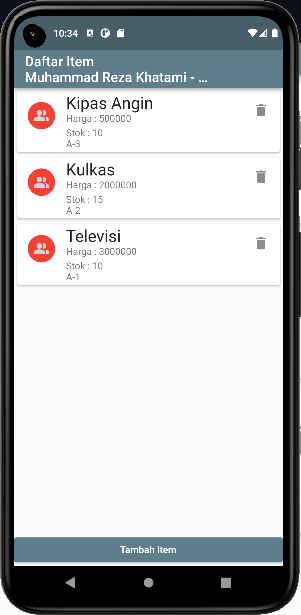 10:34
Daftar Item
Muhammad Reza Khatami - ...
Kipas Angin
Harga : 500000
Stok : 10
A-3
Kulkas
Harga : 2000000
Stok : 15
A-2
Televisi
Harga : 3000000
Stok : 10
A-1
Tambah Item